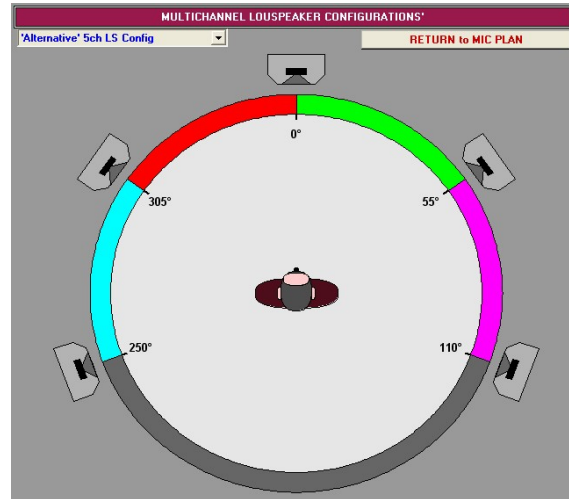 MULTICHANNEL LOUSPEAKER CONFIGURATIONS'
'Alternative' 5ch LS Config
RETURN to MIC PLAN
0°
305°
55°
250°
110°